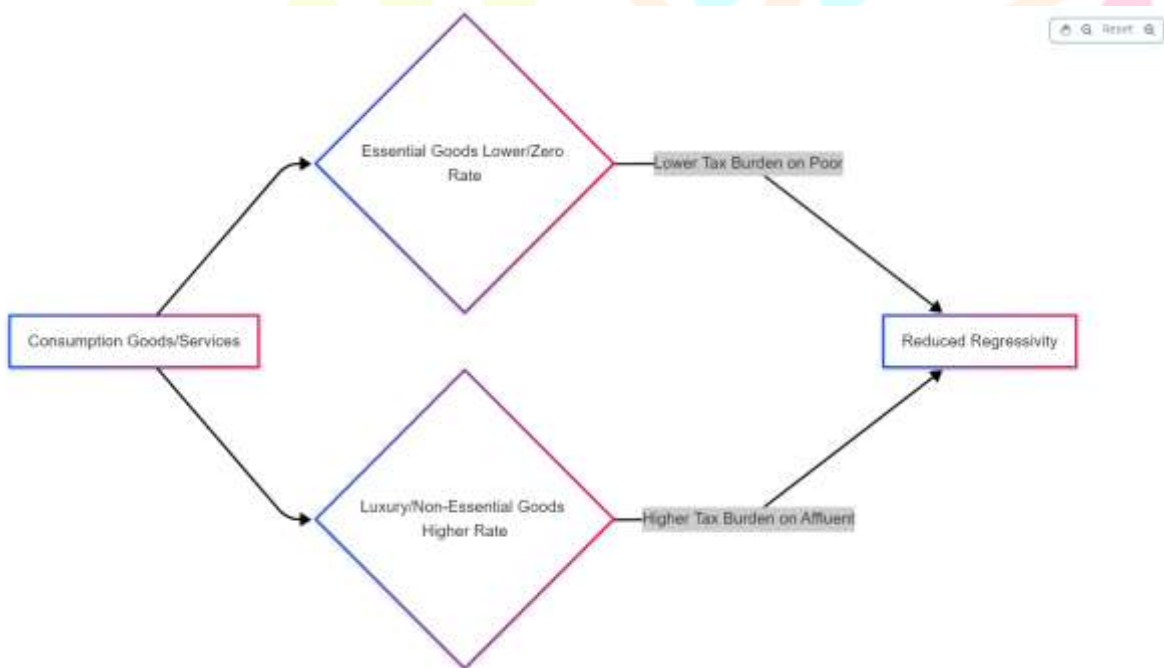 Reset
Essential Goods Lower/Zero
Rate
Lower Tax Burden on Poor
Consumption Goods/Services
Reduced Regressivity
Luxury/Non-Essential Goods
Higher Rate
Higher Tax Burden on Affluent